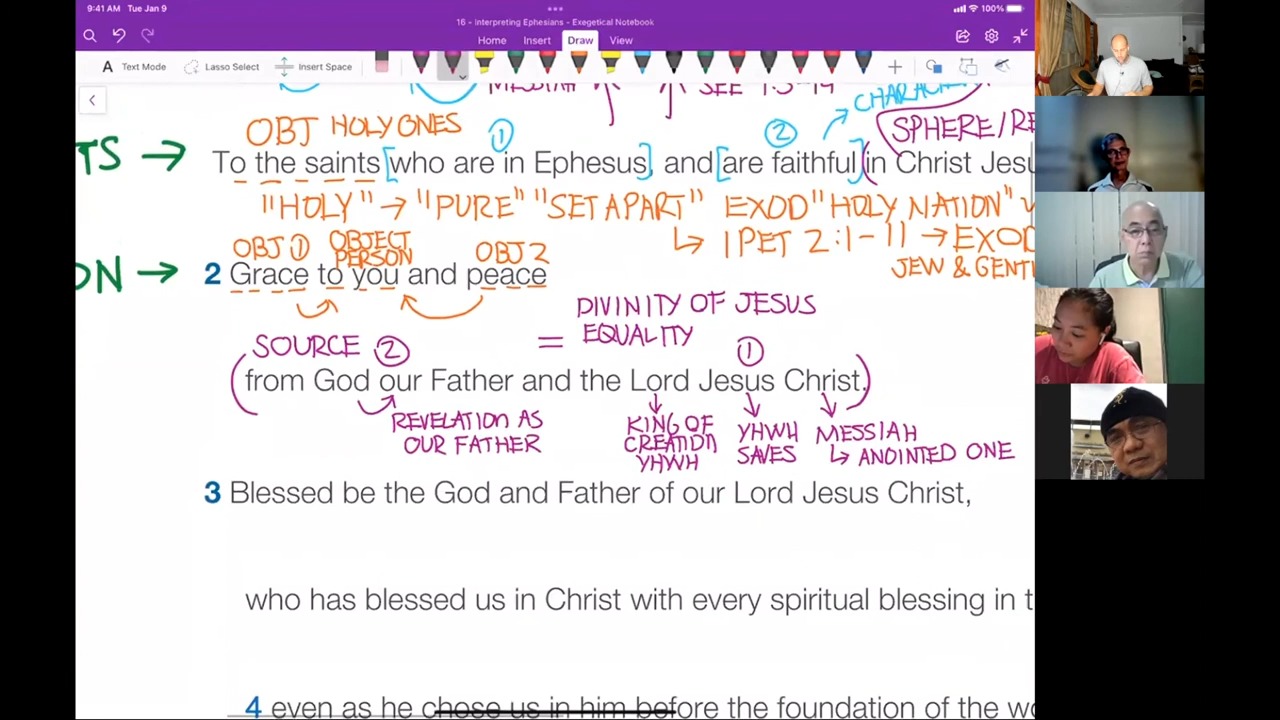 9:41 AM Tue Jan 9
100%
16 - Interpreting Ephesians - Exegetical Notebook
Home Insert Draw View
Text Mode Lasso Select Insert Space
MESSIAH SEE 1:3-14
OBJ HOLY ONES 1 2 SPHERE/RE
TS → To the saints [who are in Ephesus], and [are faithful] (in Christ Jesu
"HOLY" → "PURE" "SET APART" EXOD "HOLY NATION"
↳ 1 PET 2:1-11 → EXOD
JEW & GENTI
OBJ 1 OBJECT PERSON OBJ 2
ON → 2 Grace to you and peace
= DIVINITY OF JESUS
EQUALITY
SOURCE 2 1
(from God our Father and the Lord Jesus Christ.)
REVELATION AS
OUR FATHER
KING OF
CREATION
YHWH
YHWH
SAVES
MESSIAH
↳ ANOINTED ONE
3 Blessed be the God and Father of our Lord Jesus Christ,
who has blessed us in Christ with every spiritual blessing in t
4 even as he chose us in him before the foundation of the wo